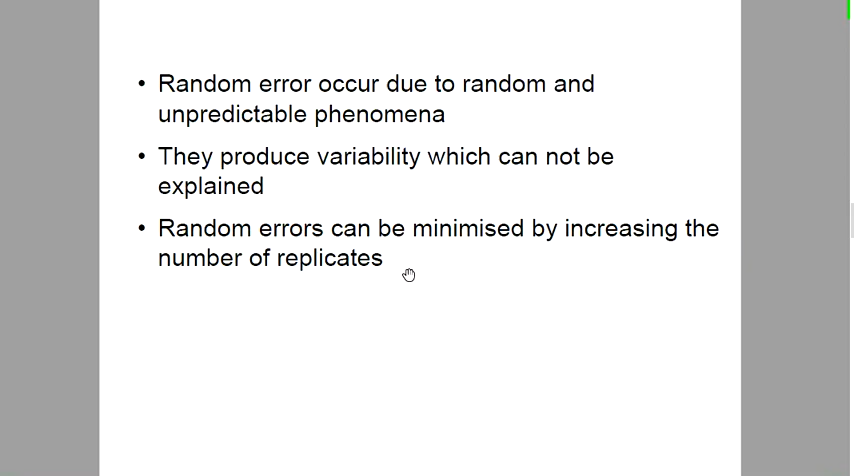 • Random error occur due to random and
unpredictable phenomena
• They produce variability which can not be
explained
• Random errors can be minimised by increasing the
number of replicates